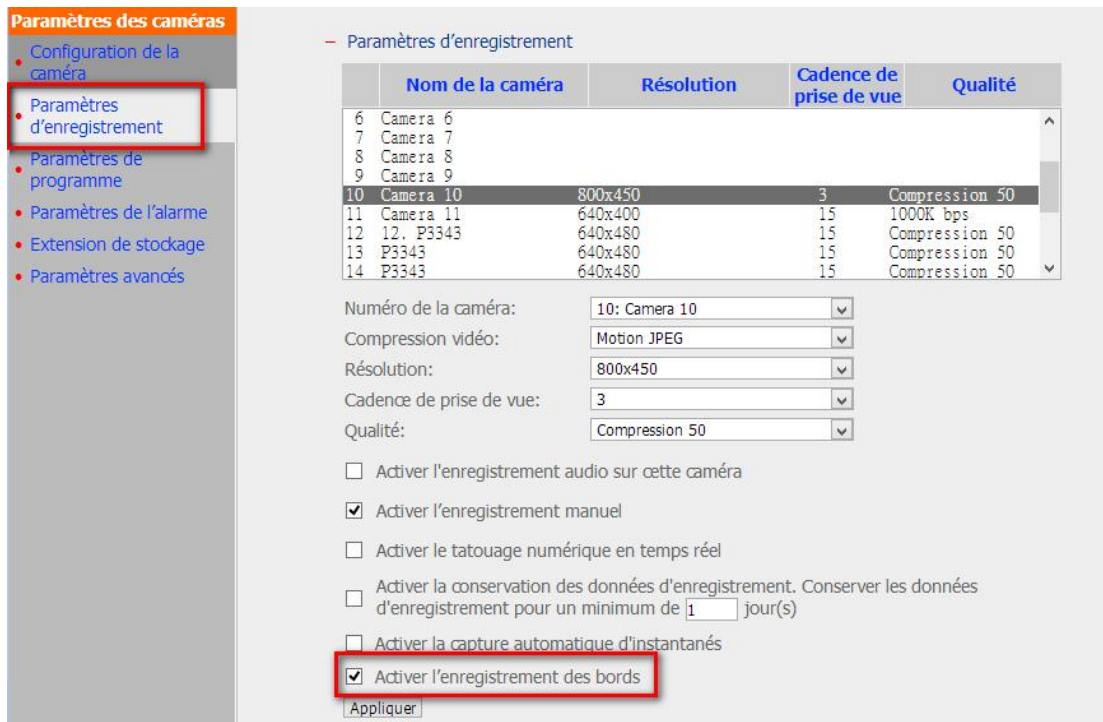 Paramètres des caméras
Configuration de la
caméra
Paramètres
d'enregistrement
Paramètres de
programme
Paramètres de l'alarme
Extension de stockage
Paramètres avancés
– Paramètres d'enregistrement
Nom de la caméra Résolution Cadence de prise de vue Qualité
6 Camera 6
7 Camera 7
8 Camera 8
9 Camera 9
10 Camera 10 800x450 3 Compression 50
11 Camera 11 640x400 15 1000K bps
12 12. P3343 640x480 15 Compression 50
13 P3343 640x480 15 Compression 50
14 P3343 640x480 15 Compression 50
Numéro de la caméra: 10: Camera 10
Compression vidéo: Motion JPEG
Résolution: 800x450
Cadence de prise de vue: 3
Qualité: Compression 50
Activer l'enregistrement audio sur cette caméra
Activer l'enregistrement manuel
Activer le tatouage numérique en temps réel
Activer la conservation des données d'enregistrement. Conserver les données
d'enregistrement pour un minimum de 1 jour(s)
Activer la capture automatique d'instantanés
Activer l'enregistrement des bords
Appliquer